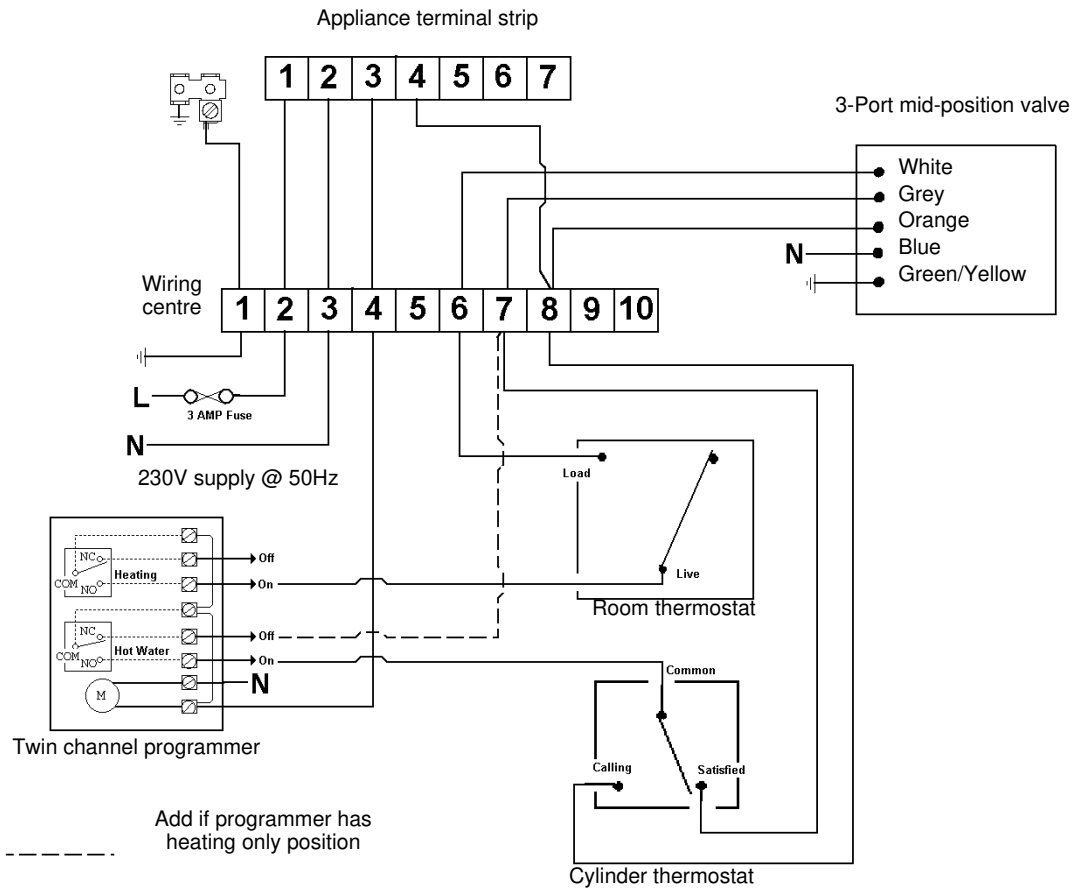 Appliance terminal strip
1 2 3 4 5 6 7
3-Port mid-position valve
White
Grey
Orange
Blue
Green/Yellow
N
Wiring
centre
1 2 3 4 5 6 7 8 9 10
L
3 AMP Fuse
N
230V supply @ 50Hz
Load
Live
Room thermostat
NC
COM
NO
Heating
Off
On
NC
COM
NO
Hot Water
Off
On
N
M
Twin channel programmer
Common
Calling
Satisfied
Cylinder thermostat
Add if programmer has
heating only position